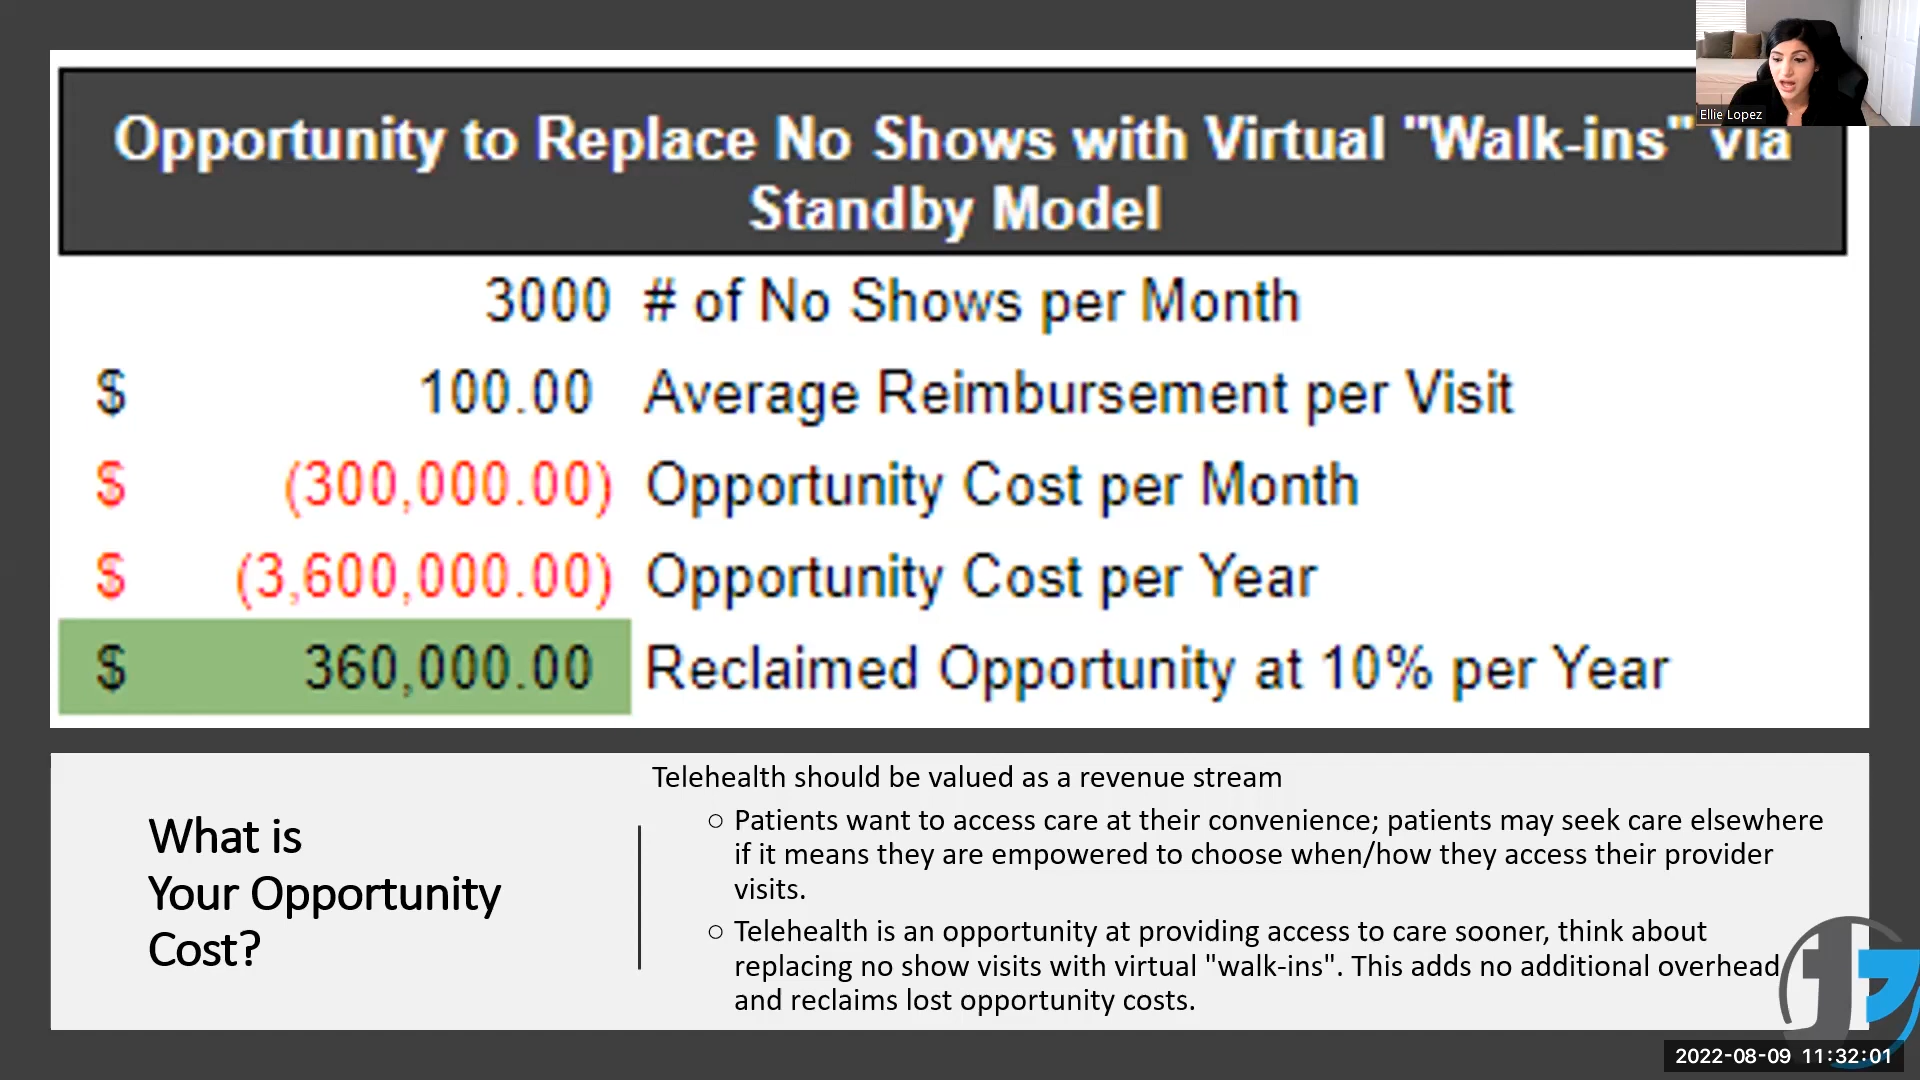 Ellie Lopez
Opportunity to Replace No Shows with Virtual "Walk-ins" via
Standby Model
3000 # of No Shows per Month
$ 100.00 Average Reimbursement per Visit
$ (300,000.00) Opportunity Cost per Month
$ (3,600,000.00) Opportunity Cost per Year
$ 360,000.00 Reclaimed Opportunity at 10% per Year
What is
Your Opportunity
Cost?
Telehealth should be valued as a revenue stream
○ Patients want to access care at their convenience; patients may seek care elsewhere
if it means they are empowered to choose when/how they access their provider
visits.
○ Telehealth is an opportunity at providing access to care sooner, think about
replacing no show visits with virtual "walk-ins". This adds no additional overhead
and reclaims lost opportunity costs.
2022-08-09 11:32:01